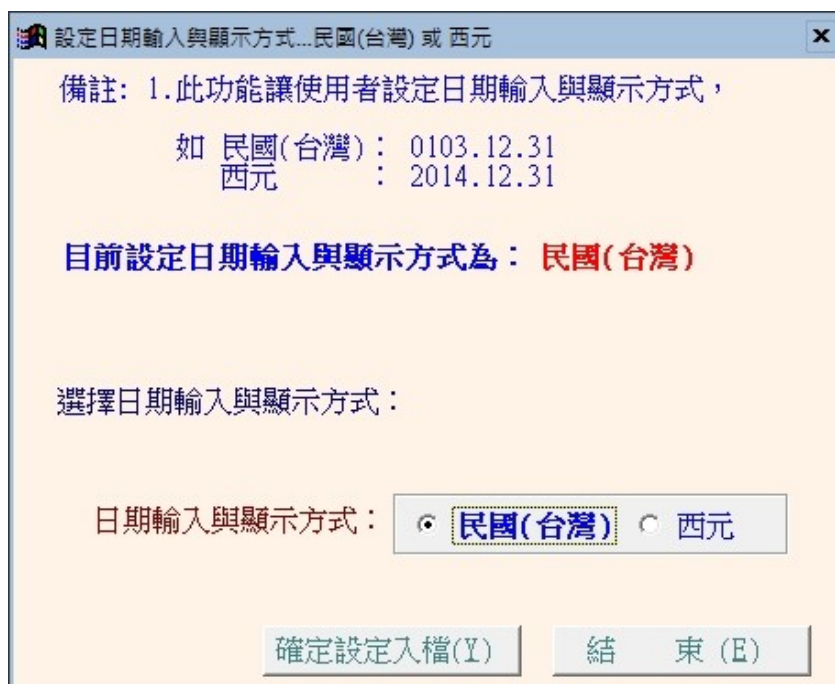 設定日期輸入與顯示方式...民國(台灣) 或 西元
備註: 1.此功能讓使用者設定日期輸入與顯示方式，
如 民國(台灣)： 0103.12.31
西元 ： 2014.12.31
目前設定日期輸入與顯示方式為： 民國(台灣)
選擇日期輸入與顯示方式：
日期輸入與顯示方式： 民國(台灣) 西元
確定設定入檔(Y) 結 束 (E)